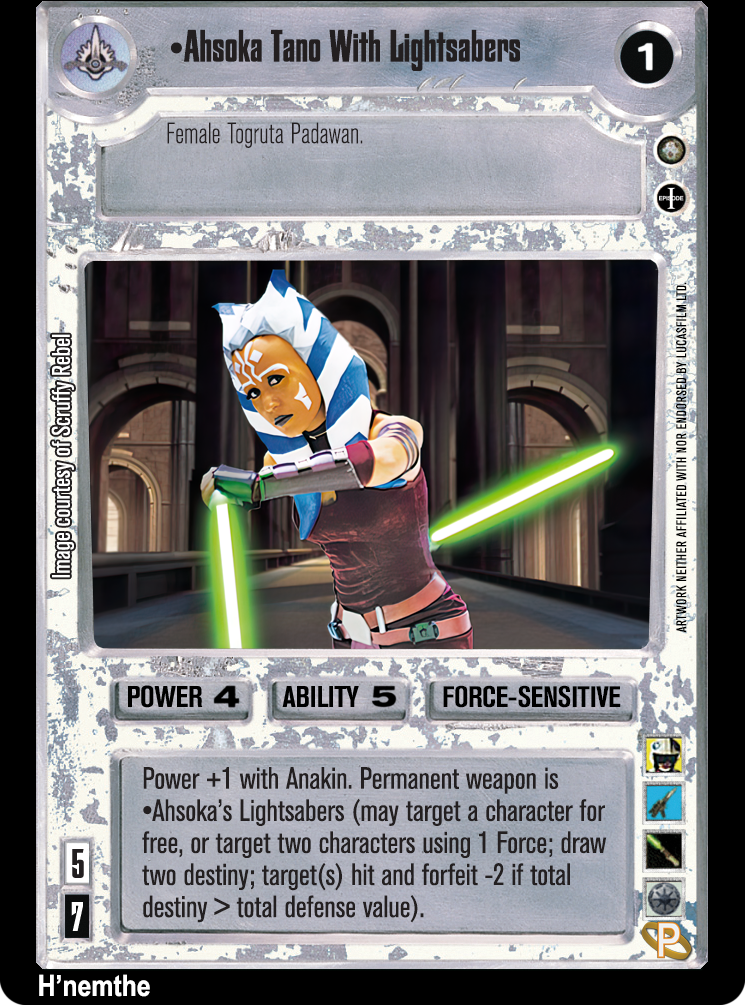 •Ahsoka Tano With Lightsabers
1
Female Togruta Padawan.
EPISODE
I
Image courtesy of Scruffy Rebel
ARTWORK NEITHER AFFILIATED WITH NOR ENDORSED BY LUCASFILM LTD.
POWER 4
ABILITY 5
FORCE-SENSITIVE
Power +1 with Anakin. Permanent weapon is
•Ahsoka's Lightsabers (may target a character for
free, or target two characters using 1 Force; draw
two destiny; target(s) hit and forfeit -2 if total
destiny > total defense value).
5
7
P
H'nemthe